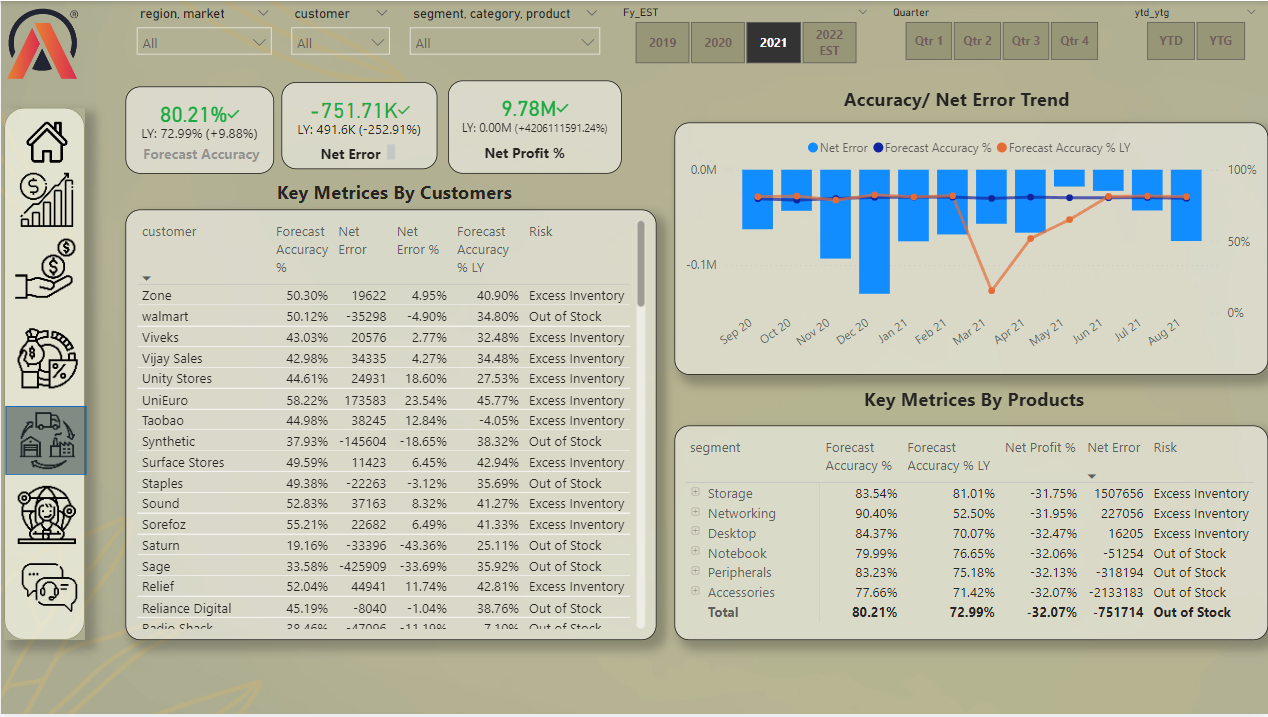 region, market
customer
segment, category, product
Fy_EST
Quarter
ytd_ytg
All
All
All
2019
2020
2021
2022
EST
Qtr 1
Qtr 2
Qtr 3
Qtr 4
YTD
YTG
®
80.21%✓
LY: 72.99% (+9.88%)
Forecast Accuracy
-751.71K✓
LY: 491.6K (-252.91%)
Net Error
9.78M✓
LY: 0.00M (+4206111591.24%)
Net Profit %
Key Metrices By Customers
customer Forecast Accuracy % Net Error Net Error % Forecast Accuracy % LY Risk
Zone 50.30% 19622 4.95% 40.90% Excess Inventory
walmart 50.12% -35298 -4.90% 34.80% Out of Stock
Viveks 43.03% 20576 2.77% 32.48% Excess Inventory
Vijay Sales 42.98% 34335 4.27% 34.48% Excess Inventory
Unity Stores 44.61% 24931 18.60% 27.53% Excess Inventory
UniEuro 58.22% 173583 23.54% 45.77% Excess Inventory
Taobao 44.98% 38245 12.84% -4.05% Excess Inventory
Synthetic 37.93% -145604 -18.65% 38.32% Out of Stock
Surface Stores 49.59% 11423 6.45% 42.94% Excess Inventory
Staples 49.38% -22263 -3.12% 35.69% Out of Stock
Sound 52.83% 37163 8.32% 41.27% Excess Inventory
Sorefoz 55.21% 22682 6.49% 41.33% Excess Inventory
Saturn 19.16% -33396 -43.36% 25.11% Out of Stock
Sage 33.58% -425909 -33.69% 35.92% Out of Stock
Relief 52.04% 44941 11.74% 42.81% Excess Inventory
Reliance Digital 45.19% -8040 -1.04% 38.76% Out of Stock
Radio Shack 38.46% -47096 -11.19% 7.10% Out of Stock
Accuracy/ Net Error Trend
Net Error Forecast Accuracy % Forecast Accuracy % LY
0.0M
-0.1M
100%
50%
0%
Sep 20
Oct 20
Nov 20
Dec 20
Jan 21
Feb 21
Mar 21
Apr 21
May 21
Jun 21
Jul 21
Aug 21
Key Metrices By Products
segment Forecast Accuracy % Forecast Accuracy % LY Net Profit % Net Error Risk
Storage 83.54% 81.01% -31.75% 1507656 Excess Inventory
Networking 90.40% 52.50% -31.95% 227056 Excess Inventory
Desktop 84.37% 70.07% -32.47% 16205 Excess Inventory
Notebook 79.99% 76.65% -32.06% -51254 Out of Stock
Peripherals 83.23% 75.18% -32.13% -318194 Out of Stock
Accessories 77.66% 71.42% -32.07% -2133183 Out of Stock
Total 80.21% 72.99% -32.07% -751714 Out of Stock